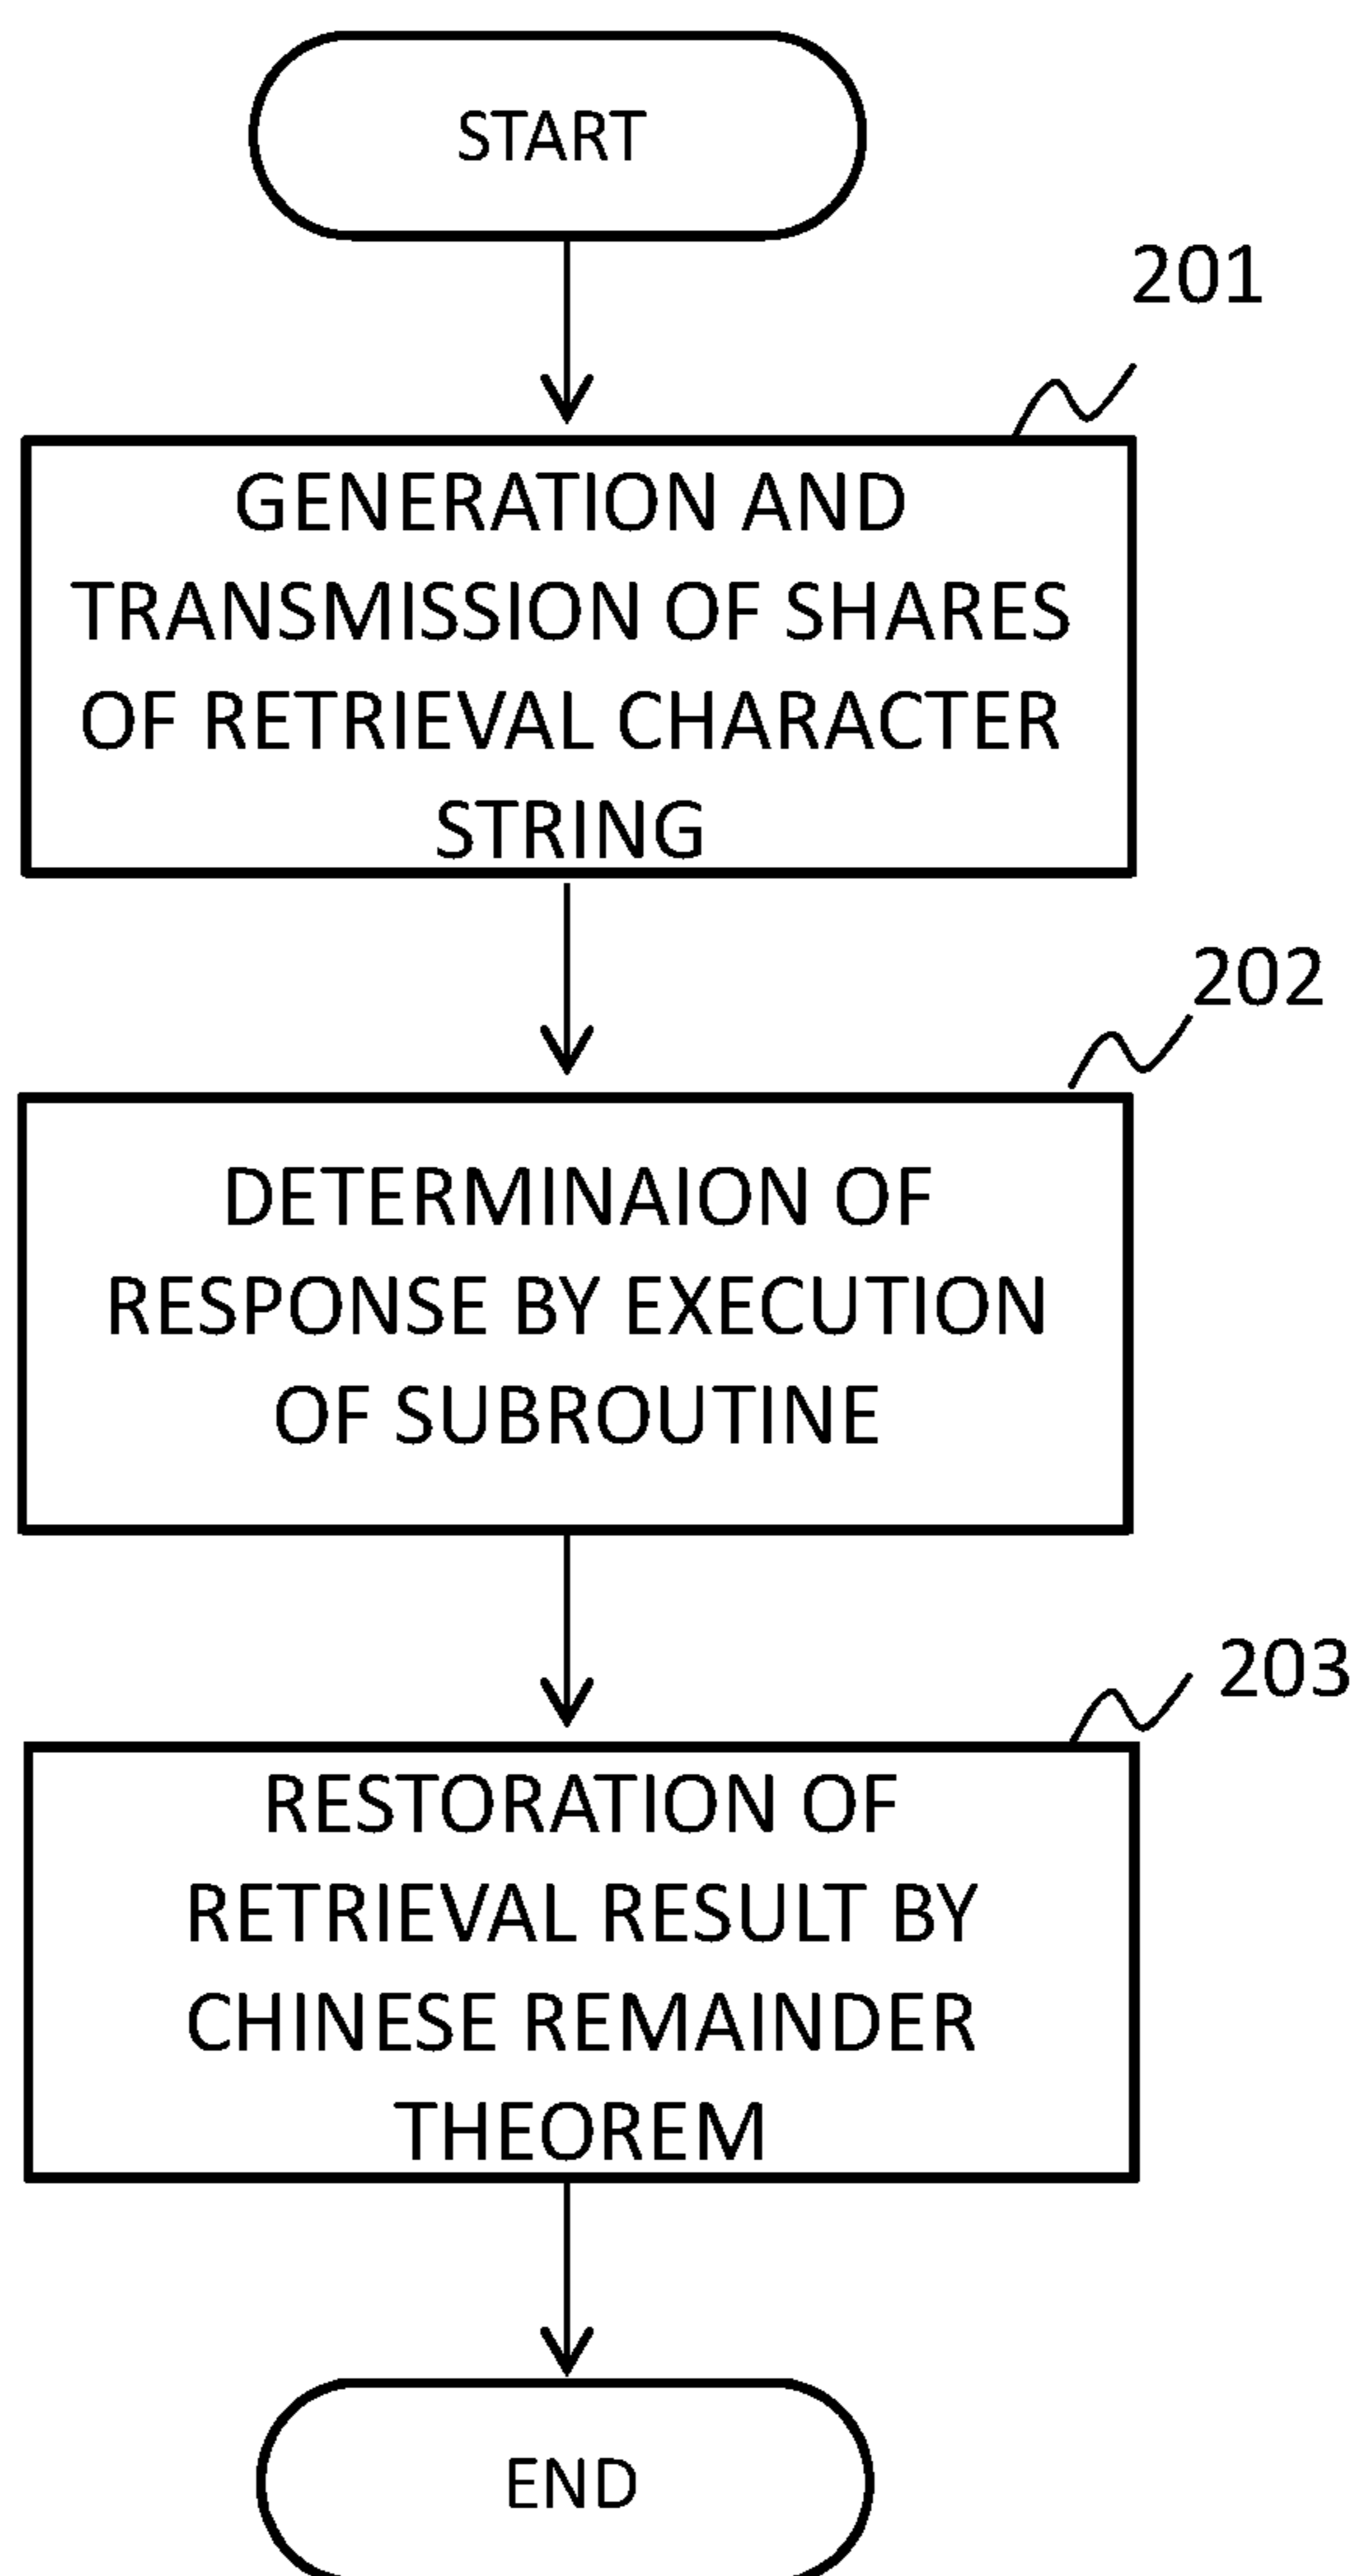 START
201
GENERATION AND
TRANSMISSION OF SHARES
OF RETRIEVAL CHARACTER
STRING
202
DETERMINAION OF
RESPONSE BY EXECUTION
OF SUBROUTINE
203
RESTORATION OF
RETRIEVAL RESULT BY
CHINESE REMAINDER
THEOREM
END